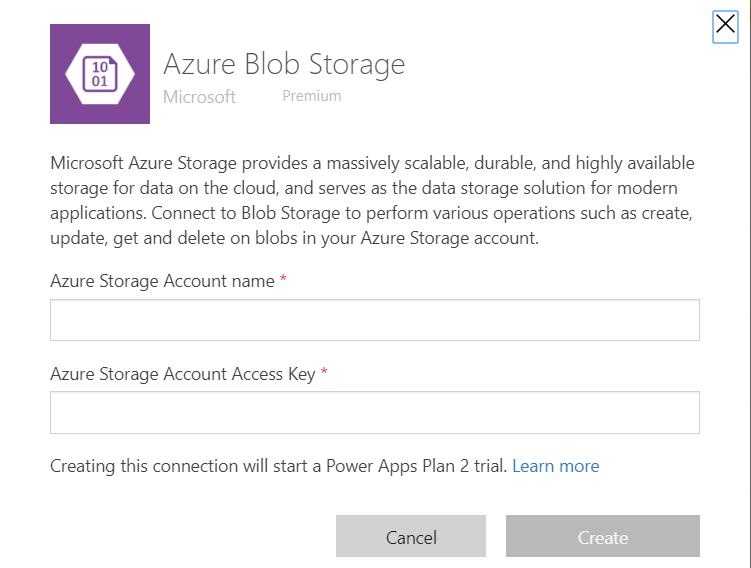 10
01
Azure Blob Storage
Microsoft Premium
Microsoft Azure Storage provides a massively scalable, durable, and highly available
storage for data on the cloud, and serves as the data storage solution for modern
applications. Connect to Blob Storage to perform various operations such as create,
update, get and delete on blobs in your Azure Storage account.
Azure Storage Account name *
Azure Storage Account Access Key *
Creating this connection will start a Power Apps Plan 2 trial. Learn more
Cancel Create